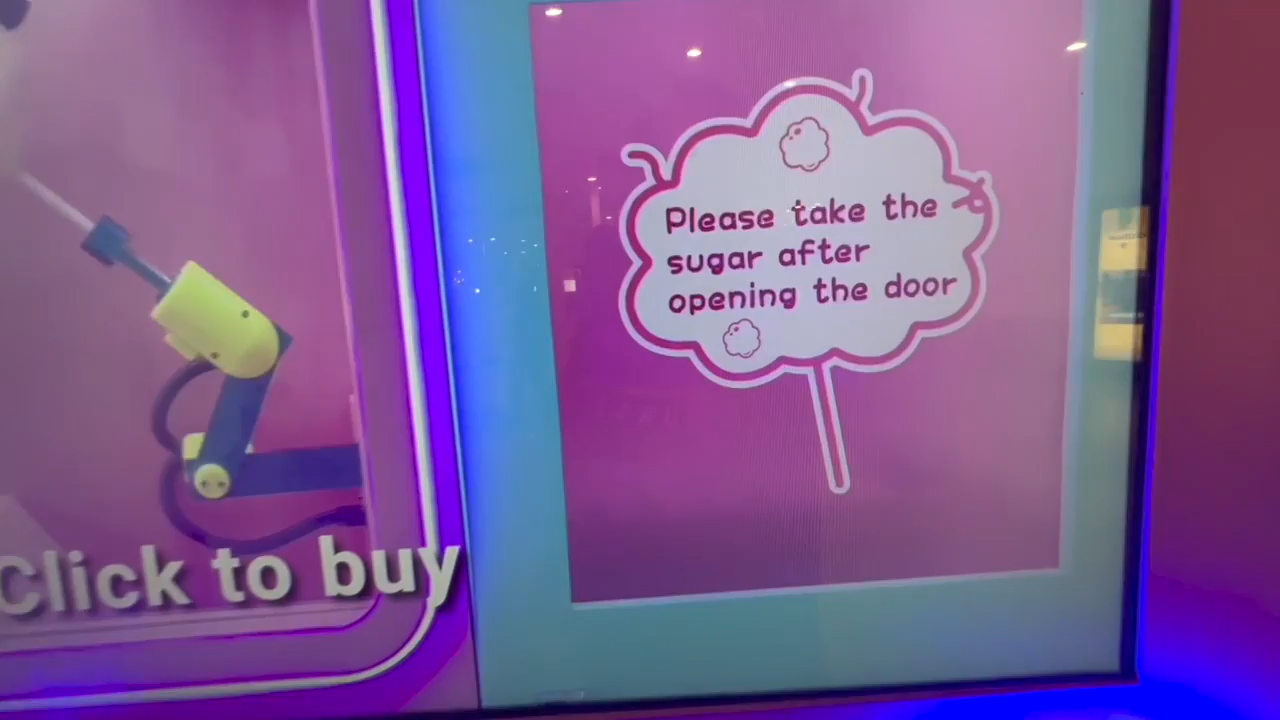 Please take the
sugar after
opening the door
Click to buy